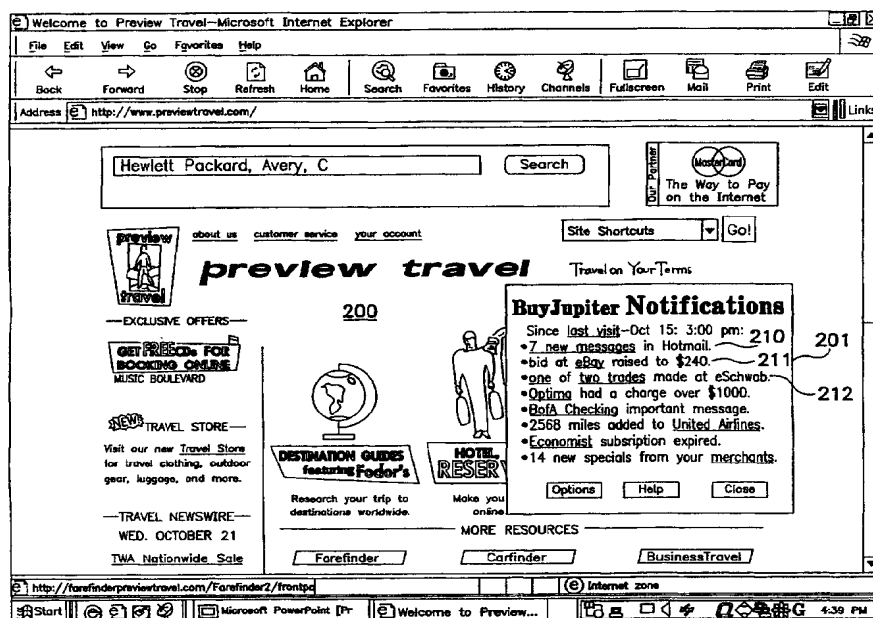 Welcome to Preview Travel–Microsoft Internet Explorer
File Edit View Go Favorites Help
Back Forward Stop Refresh Home Search Favorites History Channels Fullscreen Mail Print Edit
Address http://www.previewtravel.com/ Links
Hewlett Packard, Avery, C Search
Our Partner
MasterCard
The Way to Pay
on the Internet
about us customer service your account
Site Shortcuts Go!
preview
travel
preview travel
Travel on Your Terms
200
EXCLUSIVE OFFERS
GET FREE CDs FOR
BOOKING ONLINE
MUSIC BOULEVARD
NEW! TRAVEL STORE
Visit our new Travel Store
for travel clothing, outdoor
gear, luggage, and more.
TRAVEL NEWSWIRE
WED. OCTOBER 21
TWA Nationwide Sale
DESTINATION GUIDES
featuring Fodor's
Research your trip to
destinations worldwide.
HOTEL,
RESERV
Make you
online
BuyJupiter Notifications
Since last visit–Oct 15: 3:00 pm:
•7 new messages in Hotmail. 210
•bid at eBay raised to $240. 211 201
•one of two trades made at eSchwab. 212
•Optima had a charge over $1000.
•BofA Checking important message.
•2568 miles added to United Airlines.
•Economist subsription expired.
•14 new specials from your merchants.
Options Help Close
MORE RESOURCES
Farefinder Carfinder BusinessTravel
http://farefinderpreviewtravel.com/Farefinder2/frontpa Internet zone
Start Microsoft PowerPoint [Pr Welcome to Preview... G 4:39 PM